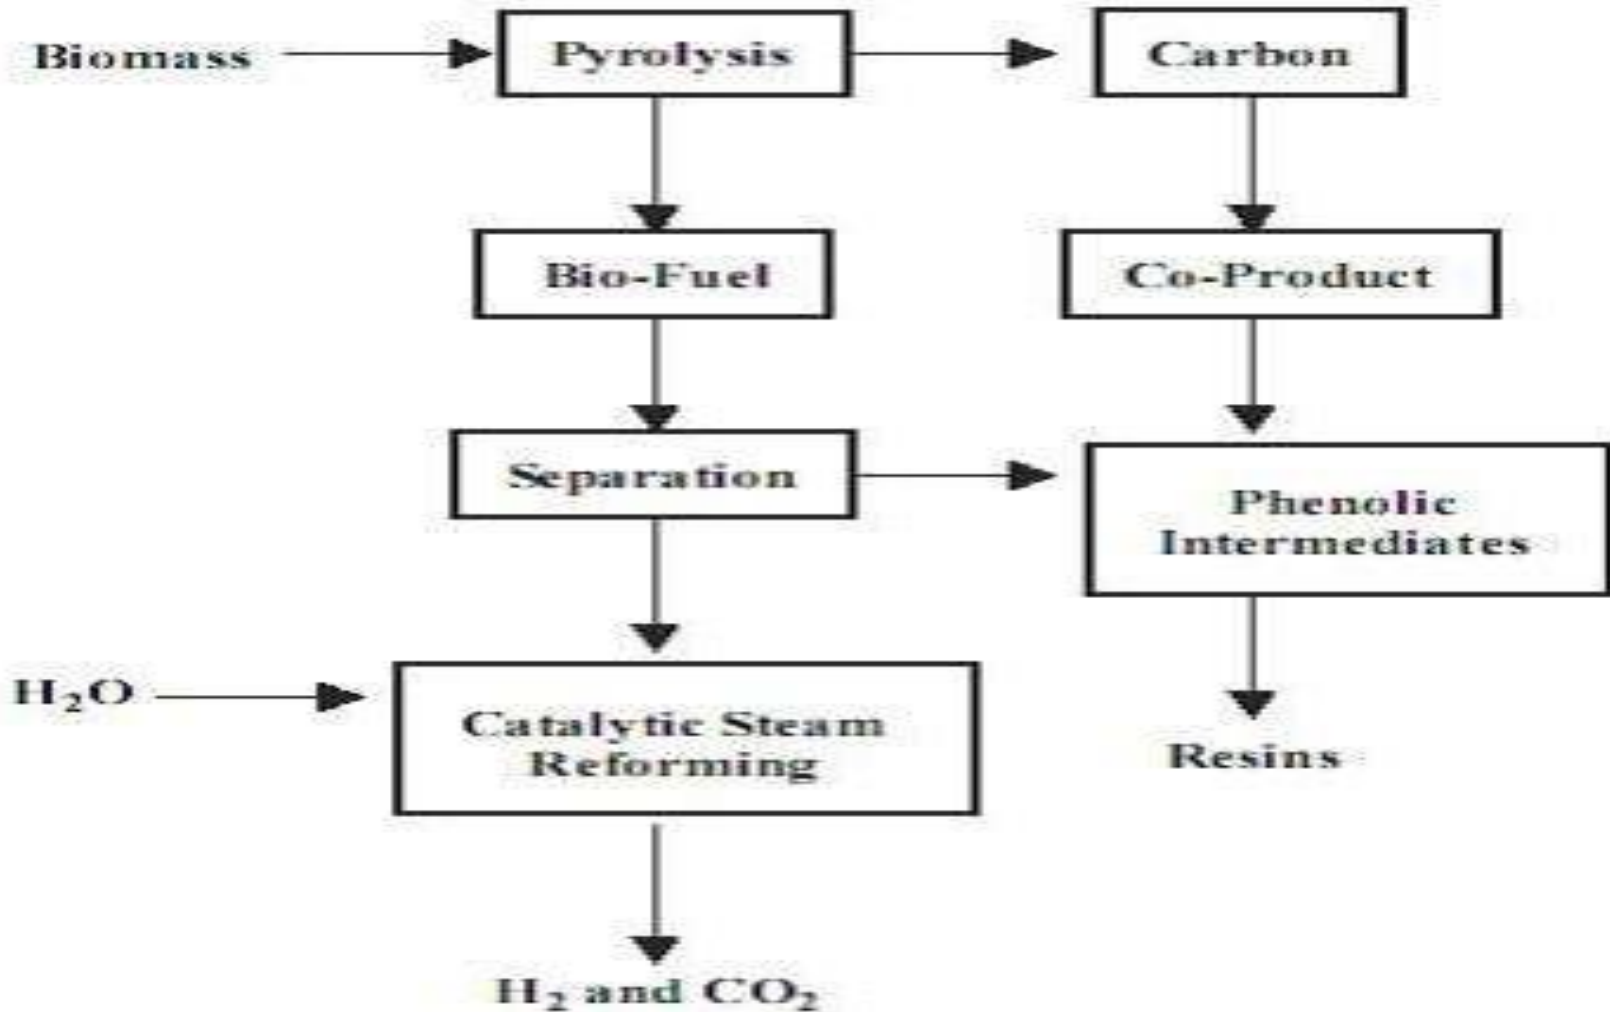 Biomass
Pyrolysis
Carbon
Bio-Fuel
Co-Product
Separation
Phenolic
Intermediates
H₂O
Catalytic Steam
Reforming
Resins
H₂ and CO₂